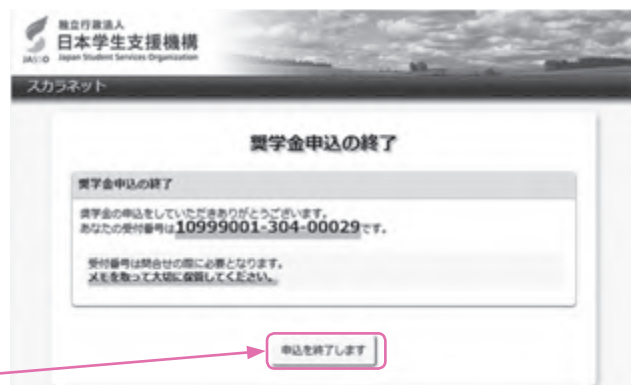 独立行政法人
日本学生支援機構
JASSO Japan Student Services Organization
スカラネット
奨学金申込の終了
奨学金申込の終了
奨学金の申込をしていただきありがとうございます。
あなたの受付番号は10999001-304-00029です。
受付番号は問合せの際に必要となります。
メモを取って大切に保管してください。
申込を終了します